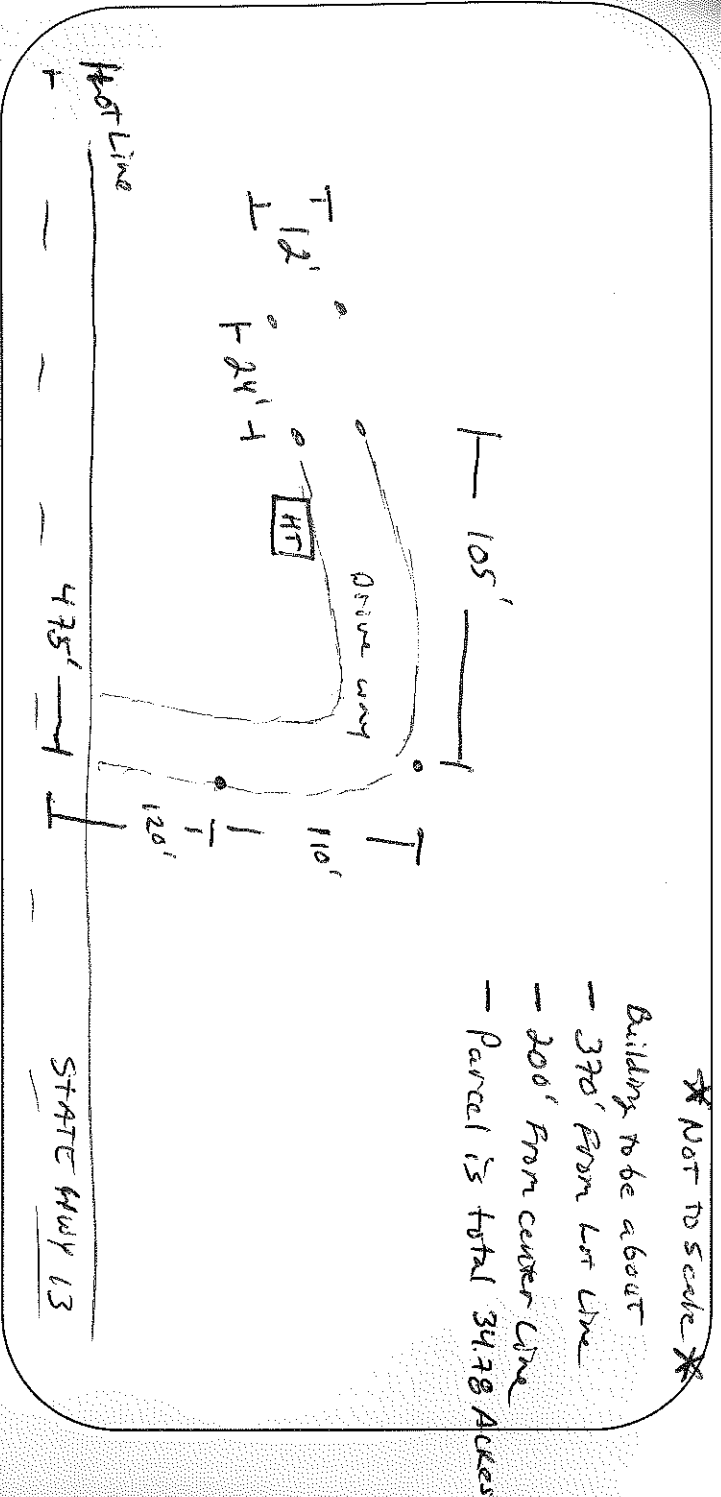 * NOT TO Scale *
Building to be about
- 370' From Lot Line
- 200' From center Line
- Parcel is total 34.78 Acres
105'
12'
24'
HT
Drive way
110'
120'
Lot Line
475'
STATE HWY 13